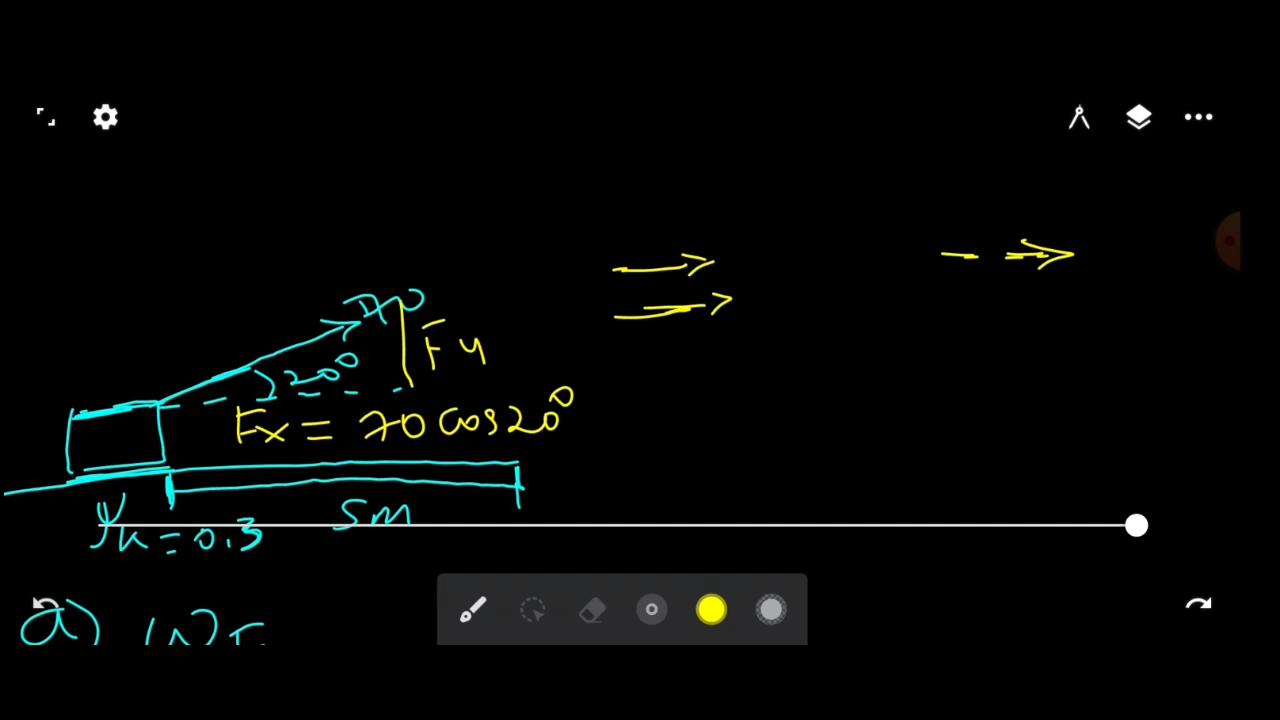 70
20°
Fy
Fx = 70 cos 20°
μk = 0.3
5m
a)